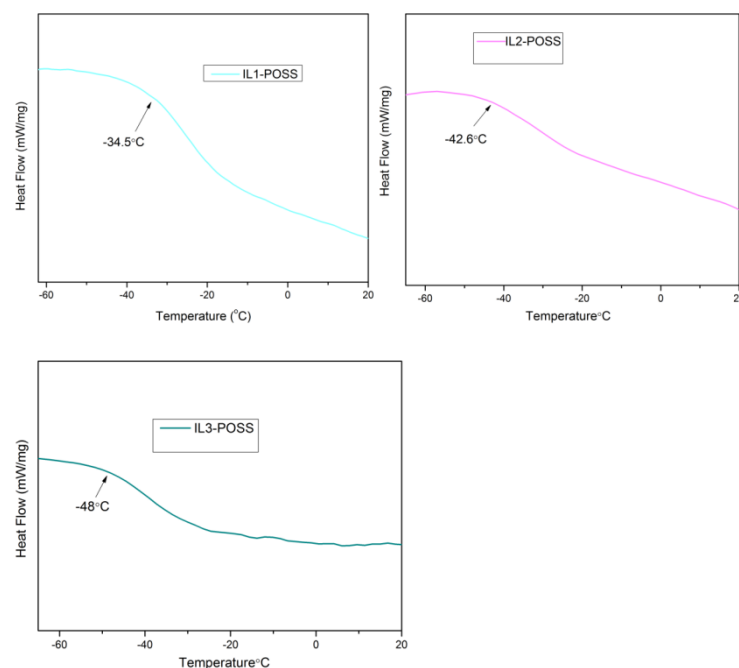 IL1-POSS
-34.5°C
Heat Flow (mW/mg)
-60 -40 -20 0 20
Temperature (°C)
IL2-POSS
-42.6°C
Heat Flow (mW/mg)
-60 -40 -20 0 20
Temperature°C
IL3-POSS
-48°C
Heat Flow (mW/mg)
-60 -40 -20 0 20
Temperature°C